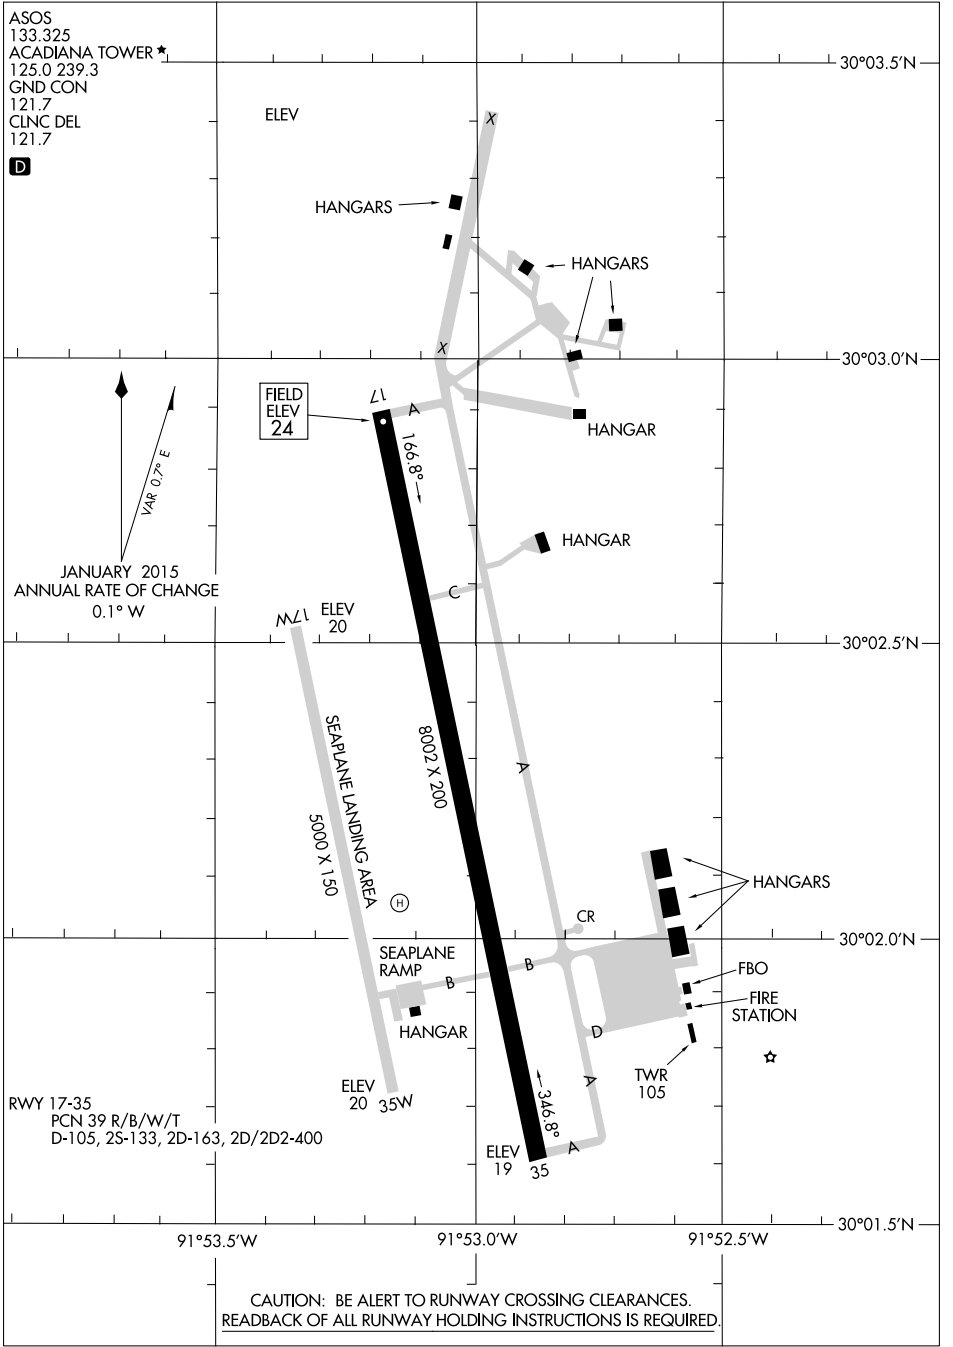 ASOS
133.325
ACADIANA TOWER★
125.0 239.3
GND CON
121.7
CLNC DEL
121.7
D
30°03.5'N
ELEV
X
HANGARS
HANGARS
X
30°03.0'N
FIELD
ELEV
24
17
A
HANGAR
166.8°
VAR 0.7° E
HANGAR
JANUARY 2015
ANNUAL RATE OF CHANGE
0.1° W
C
17W
ELEV
20
30°02.5'N
SEAPLANE LANDING AREA
5000 X 150
8002 X 200
A
HANGARS
H
CR
30°02.0'N
SEAPLANE
RAMP
B
B
FBO
FIRE
STATION
HANGAR
D
TWR
105
A
ELEV
20
35W
346.8°
RWY 17-35
PCN 39 R/B/W/T
D-105, 2S-133, 2D-163, 2D/2D2-400
ELEV
19
35
A
30°01.5'N
91°53.5'W
91°53.0'W
91°52.5'W
CAUTION: BE ALERT TO RUNWAY CROSSING CLEARANCES.
READBACK OF ALL RUNWAY HOLDING INSTRUCTIONS IS REQUIRED.